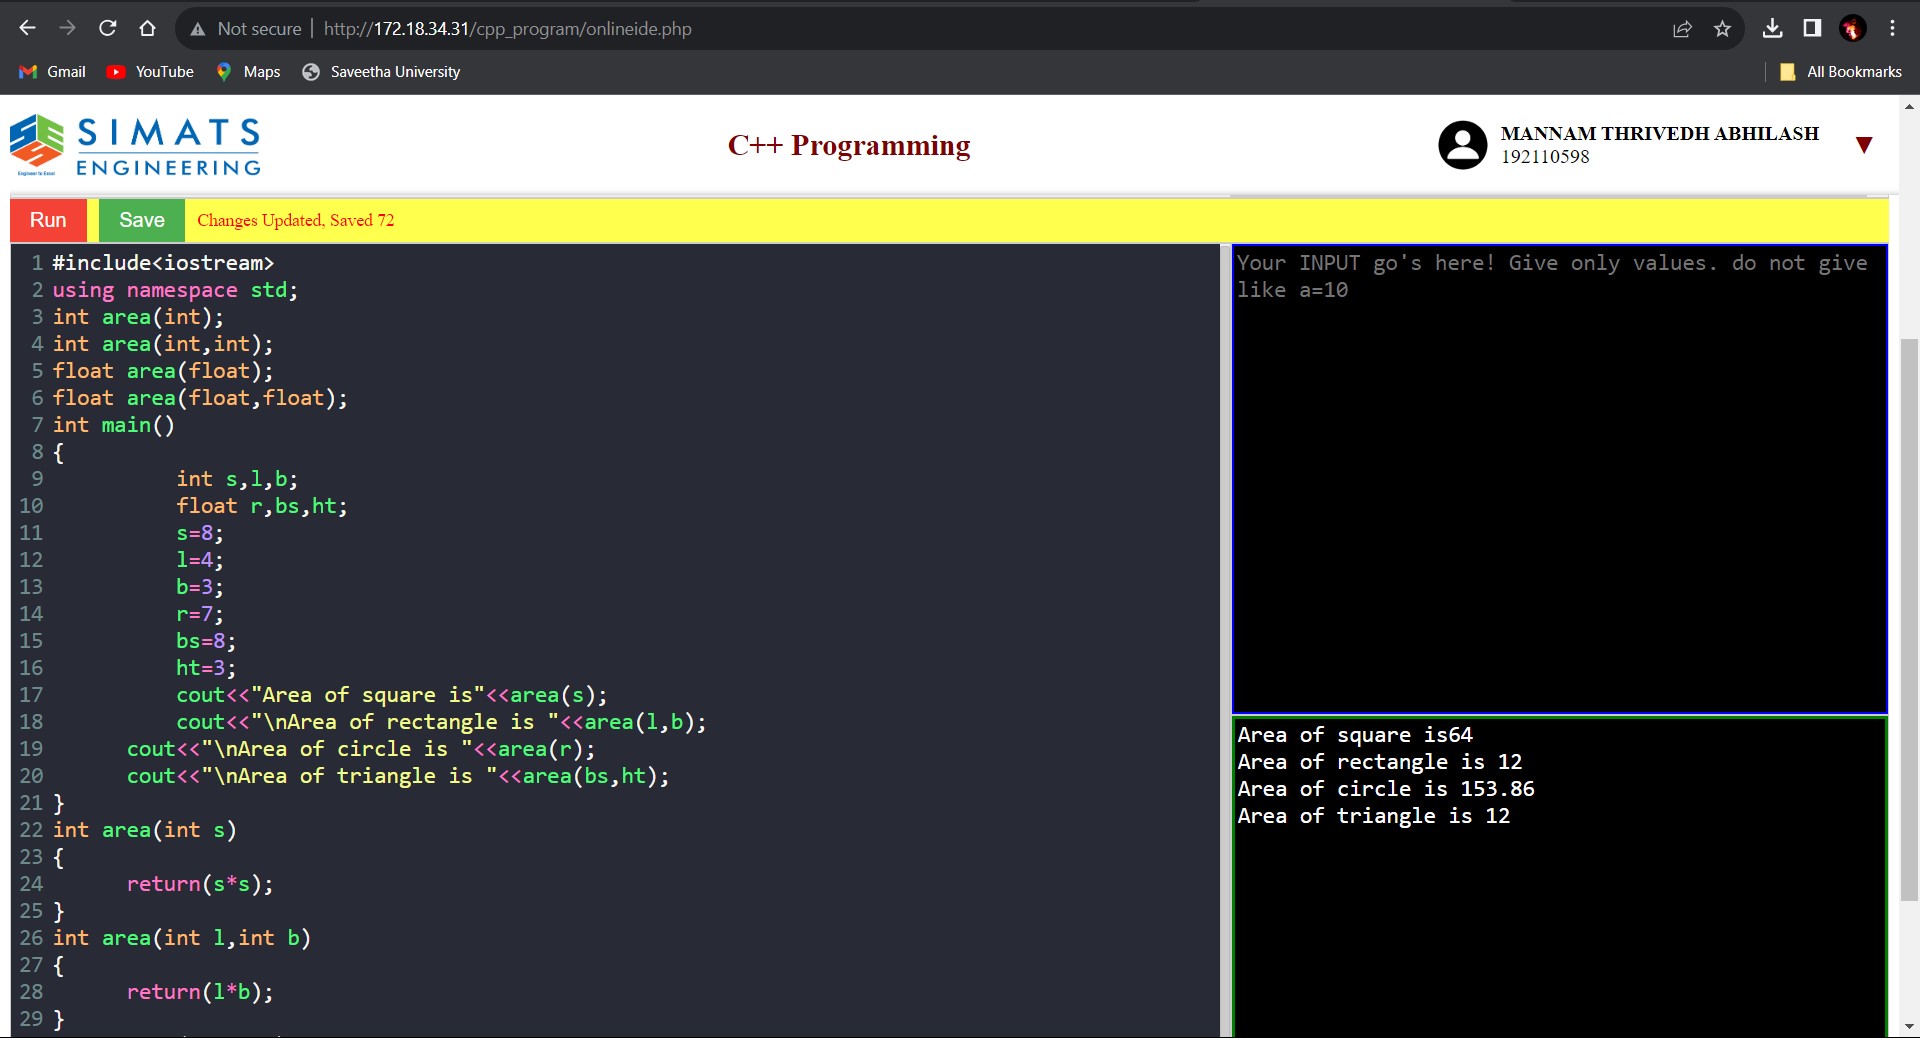 Not secure | http://172.18.34.31/cpp_program/onlineide.php
Gmail YouTube Maps Saveetha University All Bookmarks
SIMATS
ENGINEERING
Engineer to Excel
C++ Programming
MANNAM THRIVEDH ABHILASH
192110598
Run Save Changes Updated, Saved 72
1 #include<iostream>
2 using namespace std;
3 int area(int);
4 int area(int,int);
5 float area(float);
6 float area(float,float);
7 int main()
8 {
9 int s,l,b;
10 float r,bs,ht;
11 s=8;
12 l=4;
13 b=3;
14 r=7;
15 bs=8;
16 ht=3;
17 cout<<"Area of square is"<<area(s);
18 cout<<"\nArea of rectangle is "<<area(l,b);
19 cout<<"\nArea of circle is "<<area(r);
20 cout<<"\nArea of triangle is "<<area(bs,ht);
21 }
22 int area(int s)
23 {
24 return(s*s);
25 }
26 int area(int l,int b)
27 {
28 return(l*b);
29 }
Your INPUT go's here! Give only values. do not give
like a=10
Area of square is64
Area of rectangle is 12
Area of circle is 153.86
Area of triangle is 12